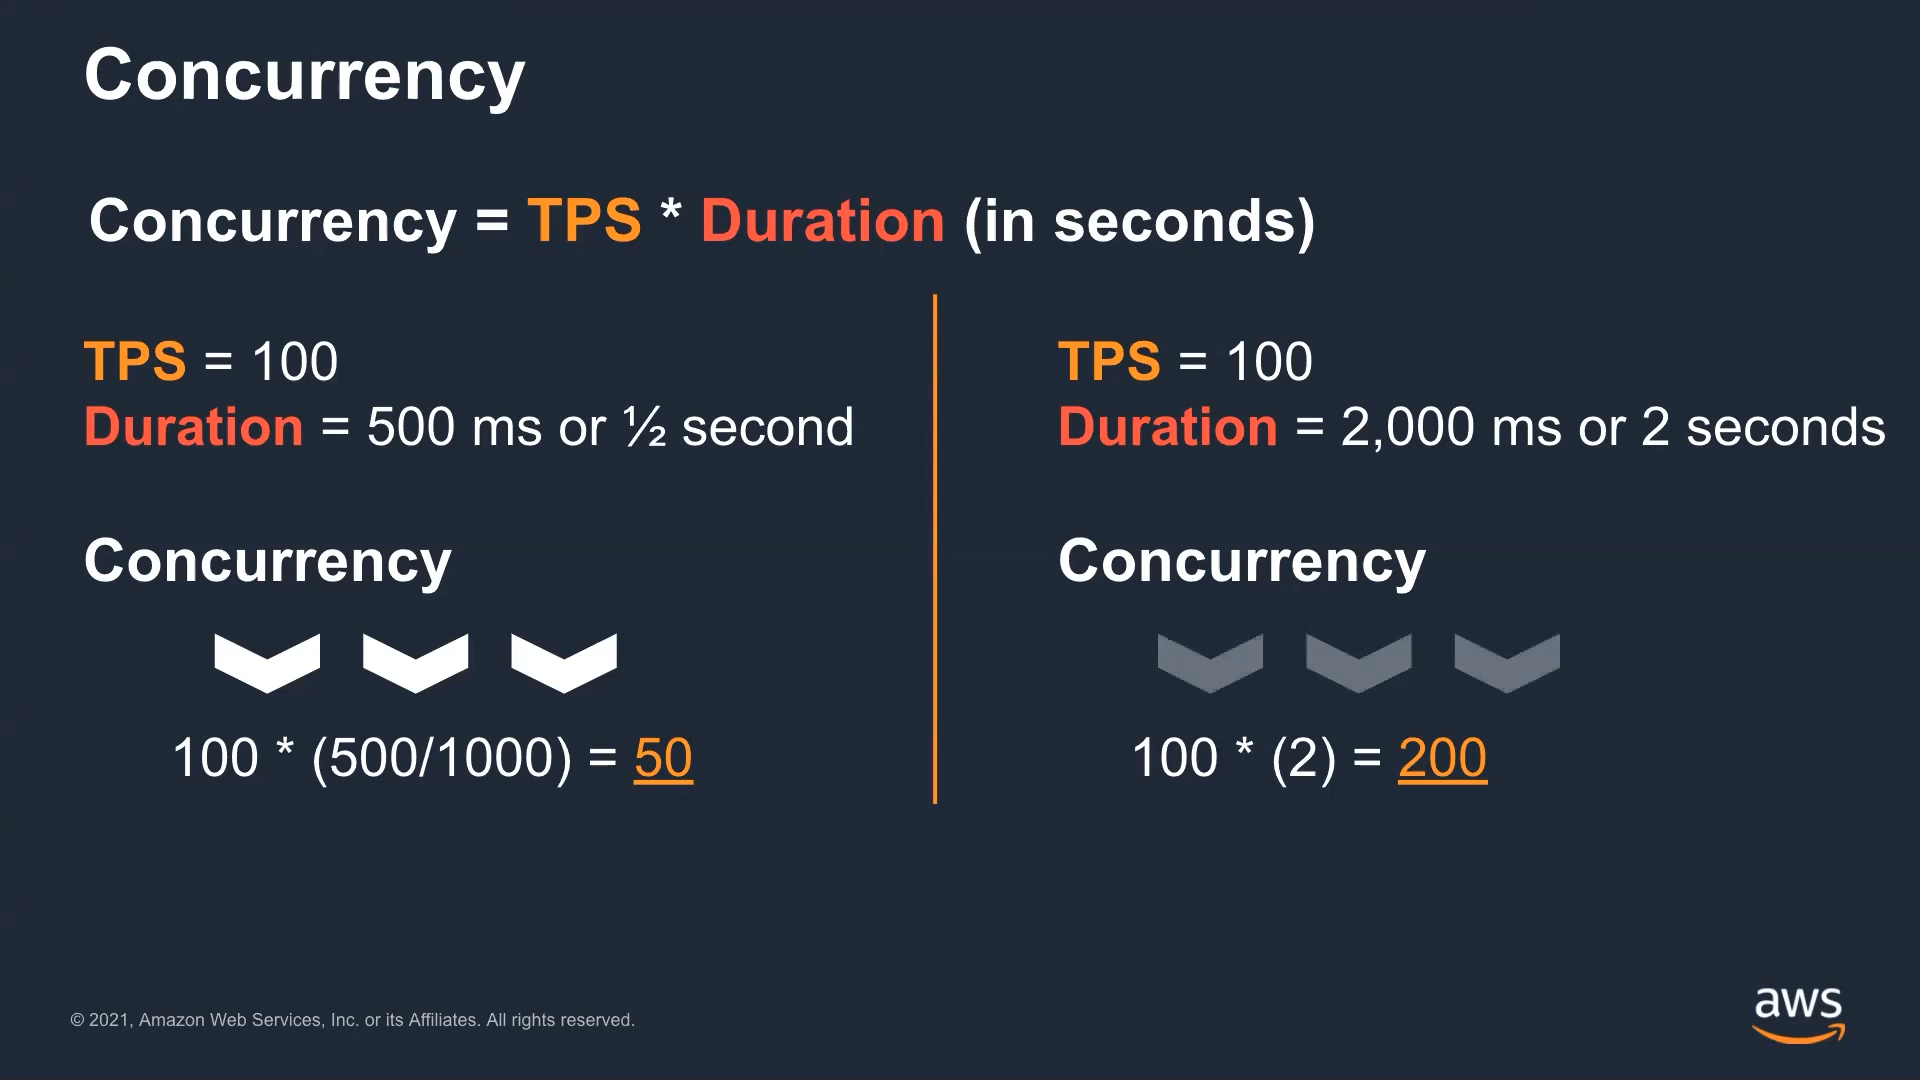 Concurrency
Concurrency = TPS * Duration (in seconds)
TPS = 100
Duration = 500 ms or ½ second
Concurrency
100 * (500/1000) = 50
TPS = 100
Duration = 2,000 ms or 2 seconds
Concurrency
100 * (2) = 200
© 2021, Amazon Web Services, Inc. or its Affiliates. All rights reserved.
aws